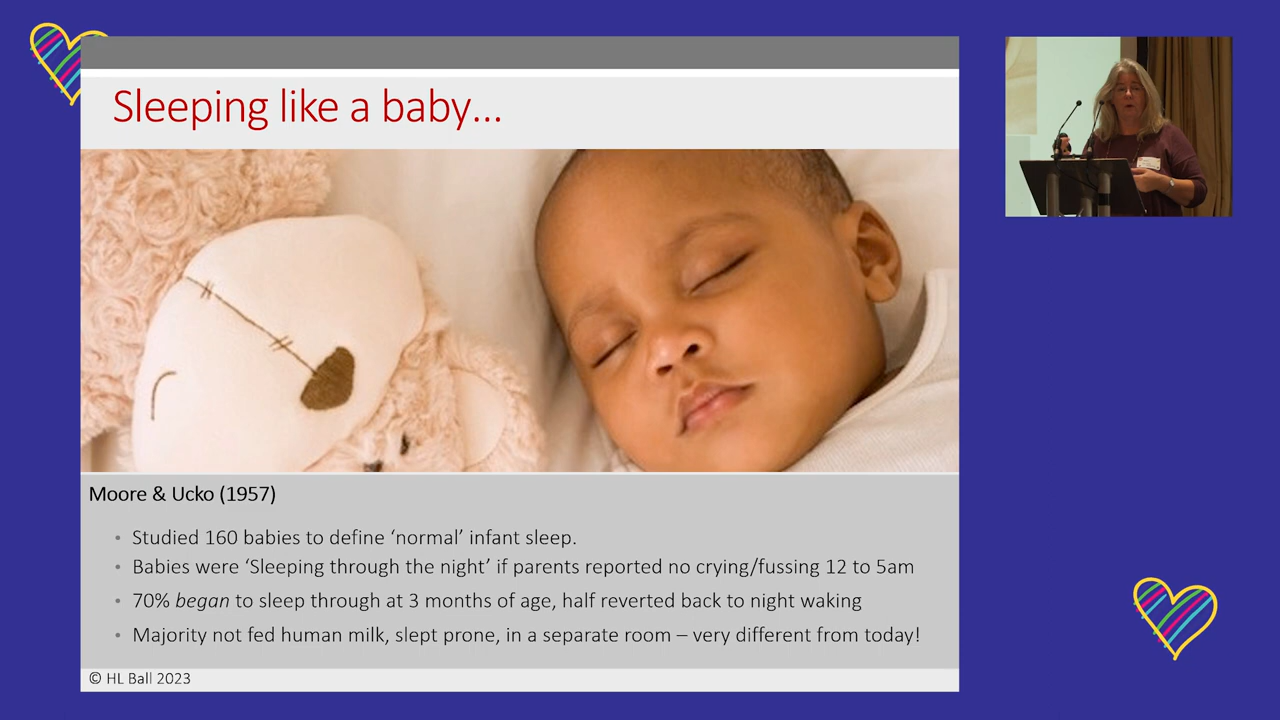 Sleeping like a baby...
Moore & Ucko (1957)
• Studied 160 babies to define ‘normal’ infant sleep.
• Babies were ‘Sleeping through the night’ if parents reported no crying/fussing 12 to 5am
• 70% began to sleep through at 3 months of age, half reverted back to night waking
• Majority not fed human milk, slept prone, in a separate room – very different from today!
© HL Ball 2023